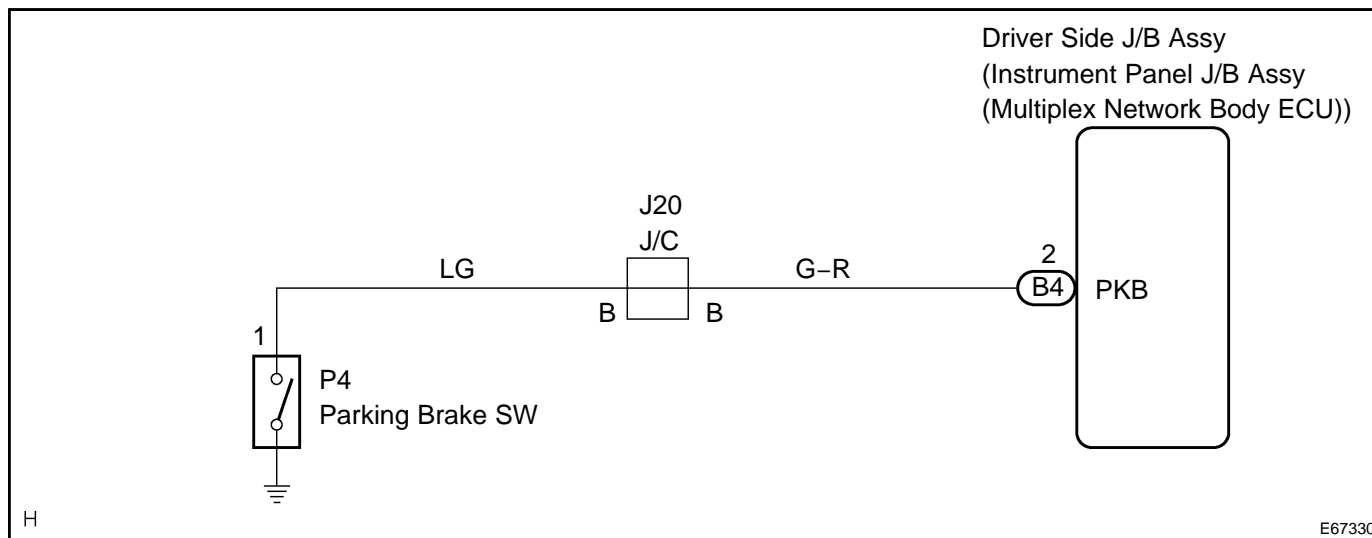 Driver Side J/B Assy
(Instrument Panel J/B Assy
(Multiplex Network Body ECU))
J20
J/C
LG
G−R
2
B4
PKB
B
B
1
P4
Parking Brake SW
H
E67330